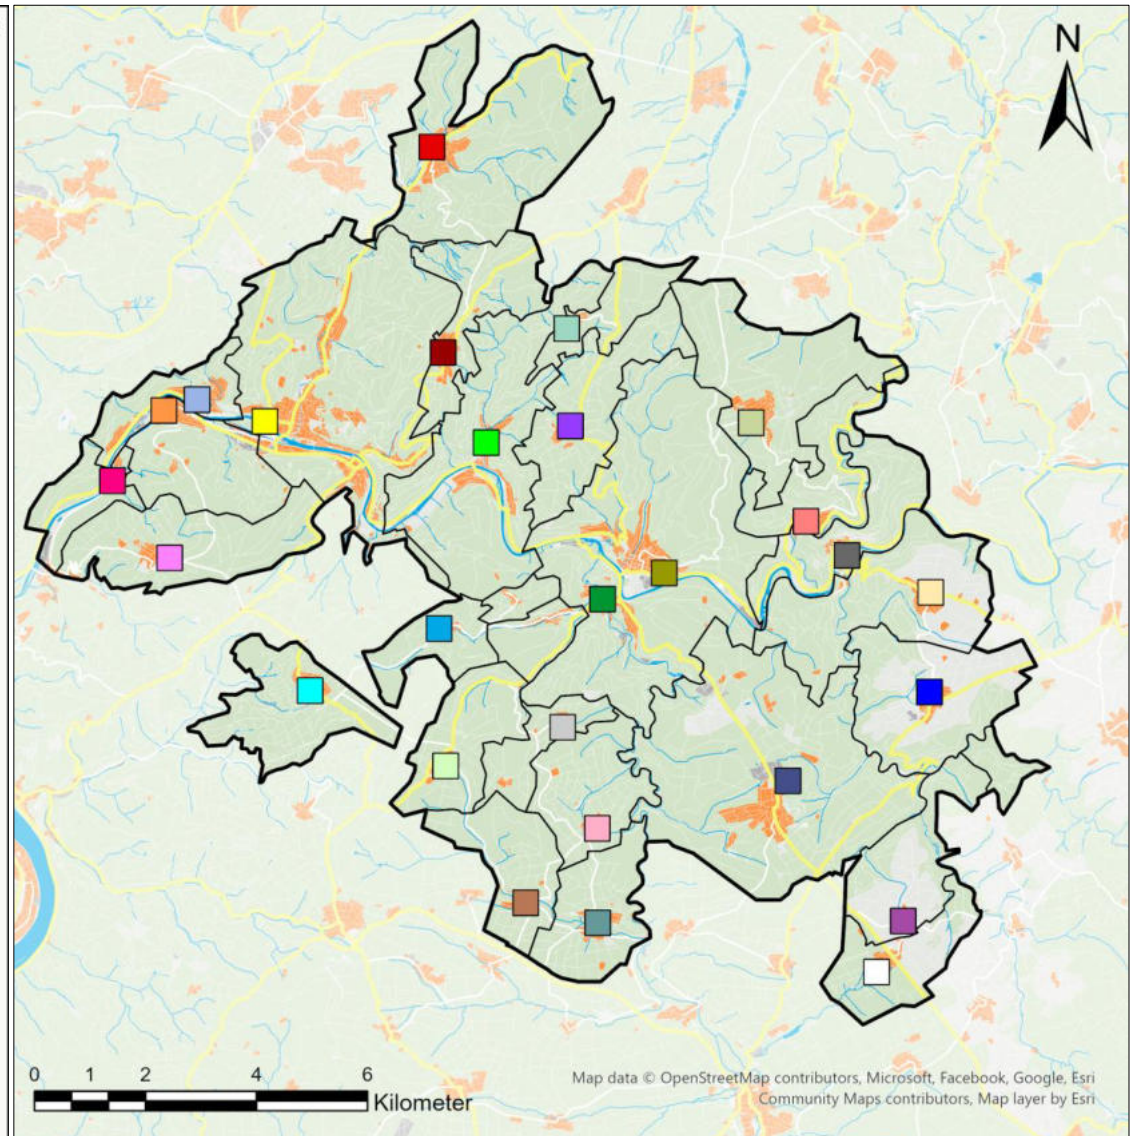 N
0 1 2 4 6
Kilometer
Map data © OpenStreetMap contributors, Microsoft, Facebook, Google, Esri
Community Maps contributors, Map layer by Esri